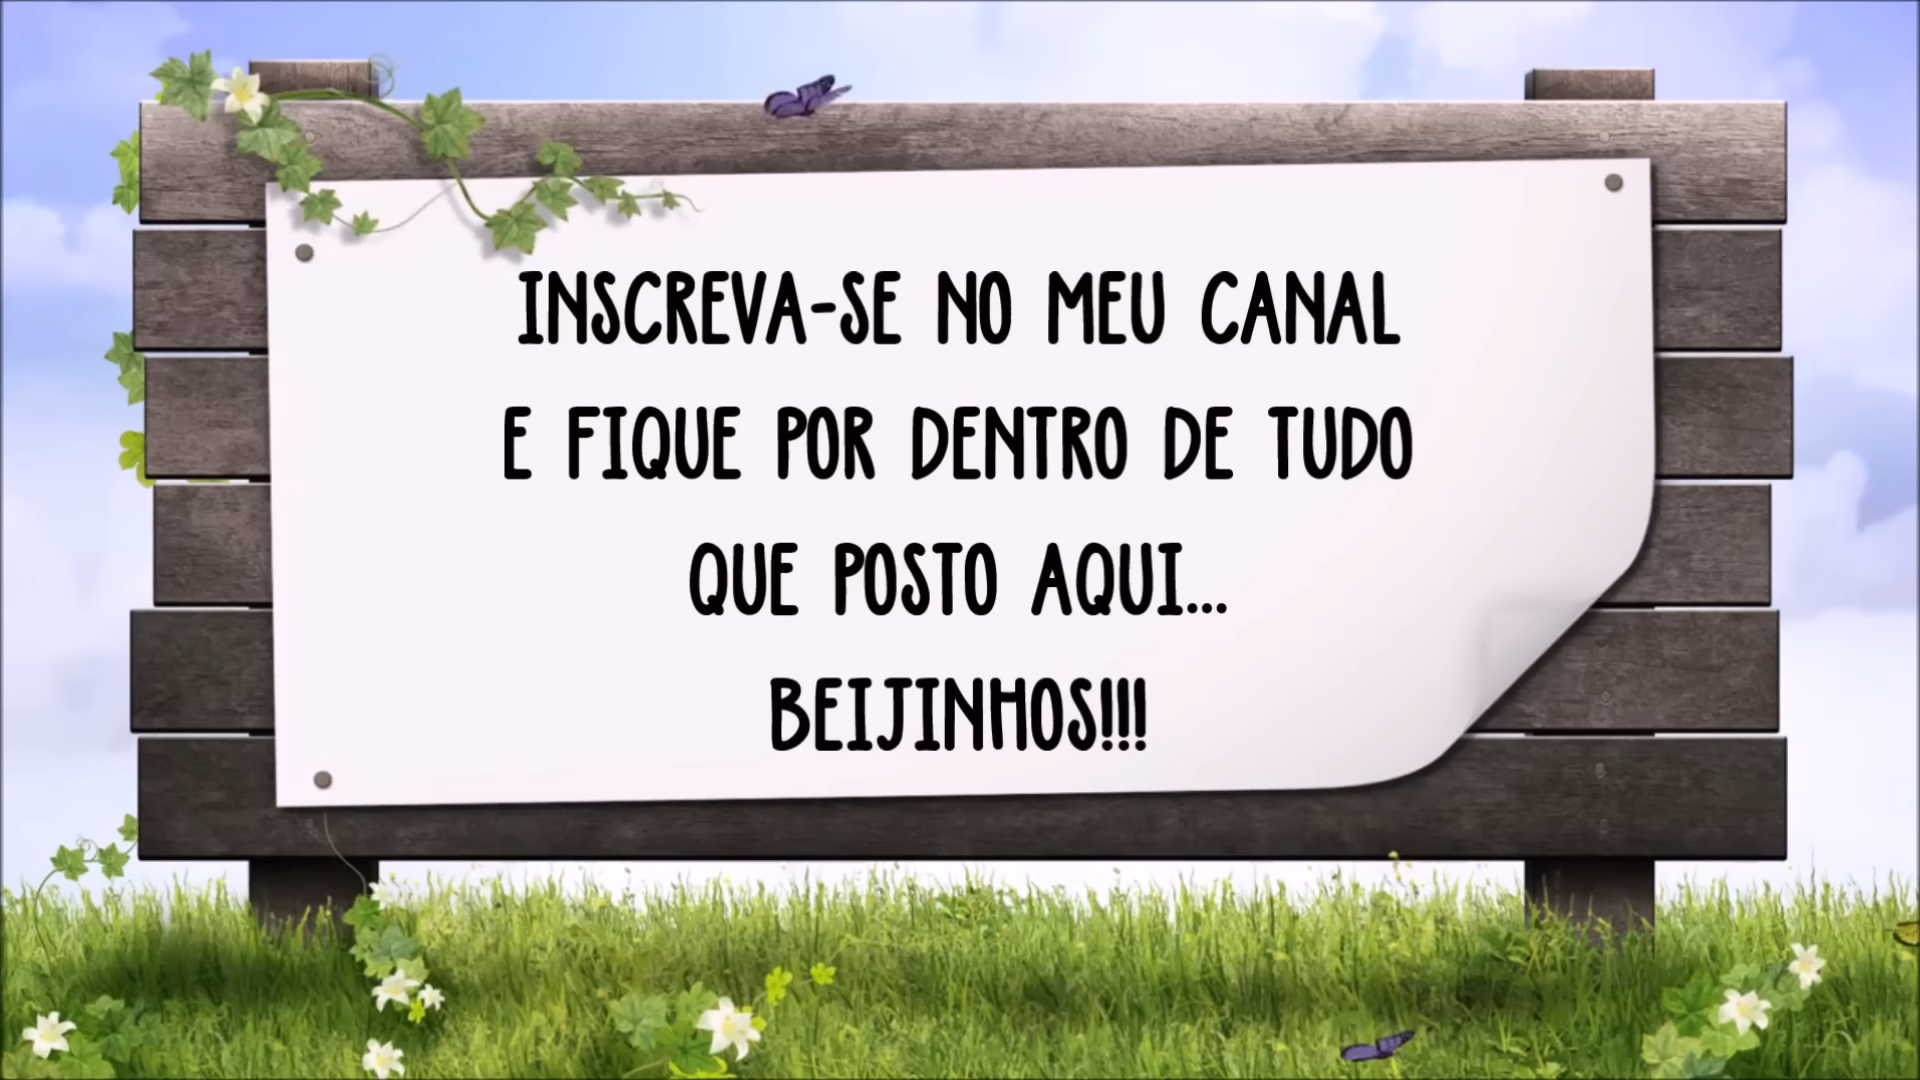 INSCREVA-SE NO MEU CANAL
E FIQUE POR DENTRO DE TUDO
QUE POSTO AQUI...
BEIJINHOS!!!